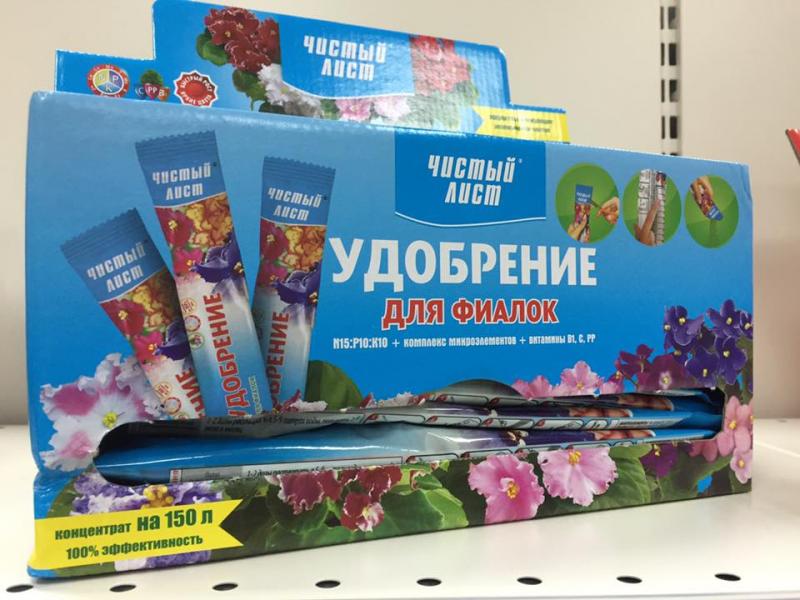 ЧИСТЫЙ
ЛИСТ
N
P
K
ЧИСТЫЙ
ЛИСТ
ЧИСТЫЙ
ЛИСТ
ЧИСТЫЙ
ЛИСТ
ЧИСТЫЙ
ЛИСТ
УДОБРЕНИЕ
УДОБРЕНИЕ
ДЛЯ ФИАЛОК
N15:P10:K10 + комплекс микроэлементов + витамины B1, C, PP
концентрат на 150 л
100% эффективность